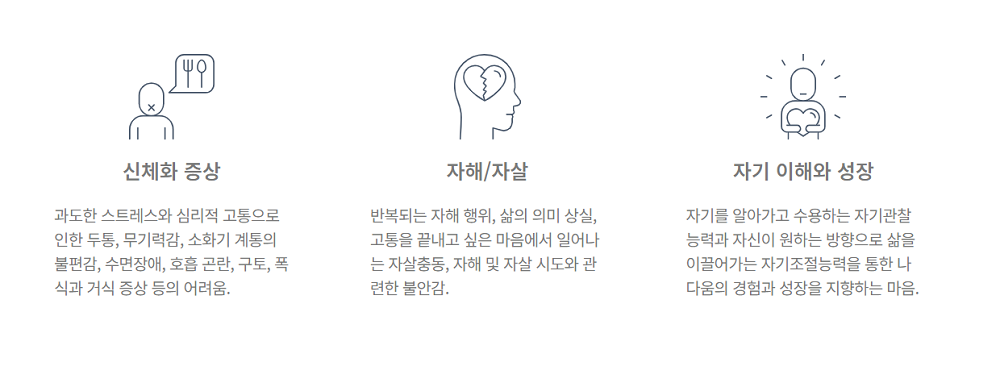 신체화 증상
과도한 스트레스와 심리적 고통으로
인한 두통, 무기력감, 소화기 계통의
불편감, 수면장애, 호흡 곤란, 구토, 폭
식과 거식 증상 등의 어려움.
자해/자살
반복되는 자해 행위, 삶의 의미 상실,
고통을 끝내고 싶은 마음에서 일어나
는 자살충동, 자해 및 자살 시도와 관
련한 불안감.
자기 이해와 성장
자기를 알아가고 수용하는 자기관찰
능력과 자신이 원하는 방향으로 삶을
이끌어가는 자기조절능력을 통한 나
다움의 경험과 성장을 지향하는 마음.